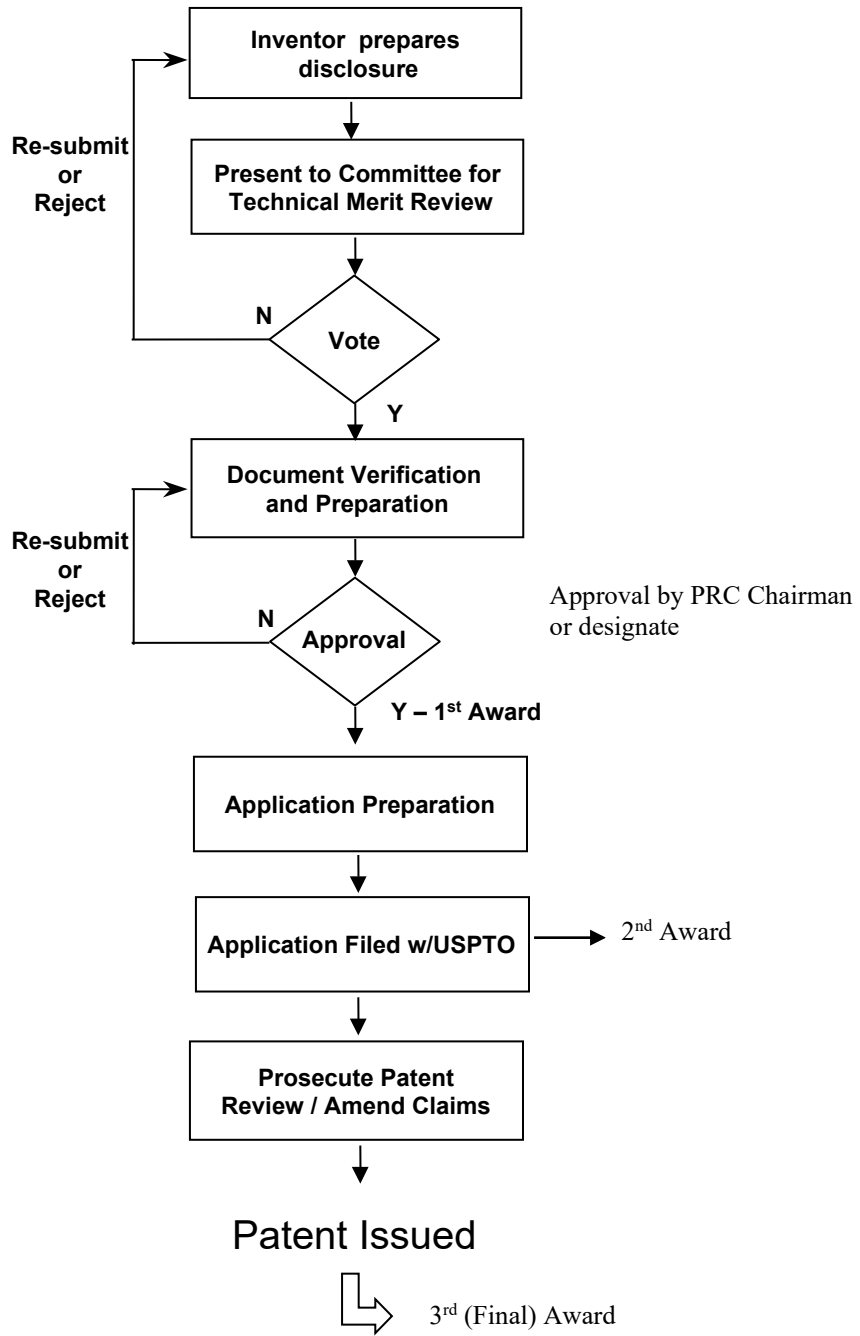 Inventor prepares
disclosure
Re-submit
or
Reject
Present to Committee for
Technical Merit Review
N
Vote
Y
Document Verification
and Preparation
Re-submit
or
Reject
N
Approval
Approval by PRC Chairman
or designate
Y – 1st Award
Application Preparation
Application Filed w/USPTO
2nd Award
Prosecute Patent
Review / Amend Claims
Patent Issued
3rd (Final) Award